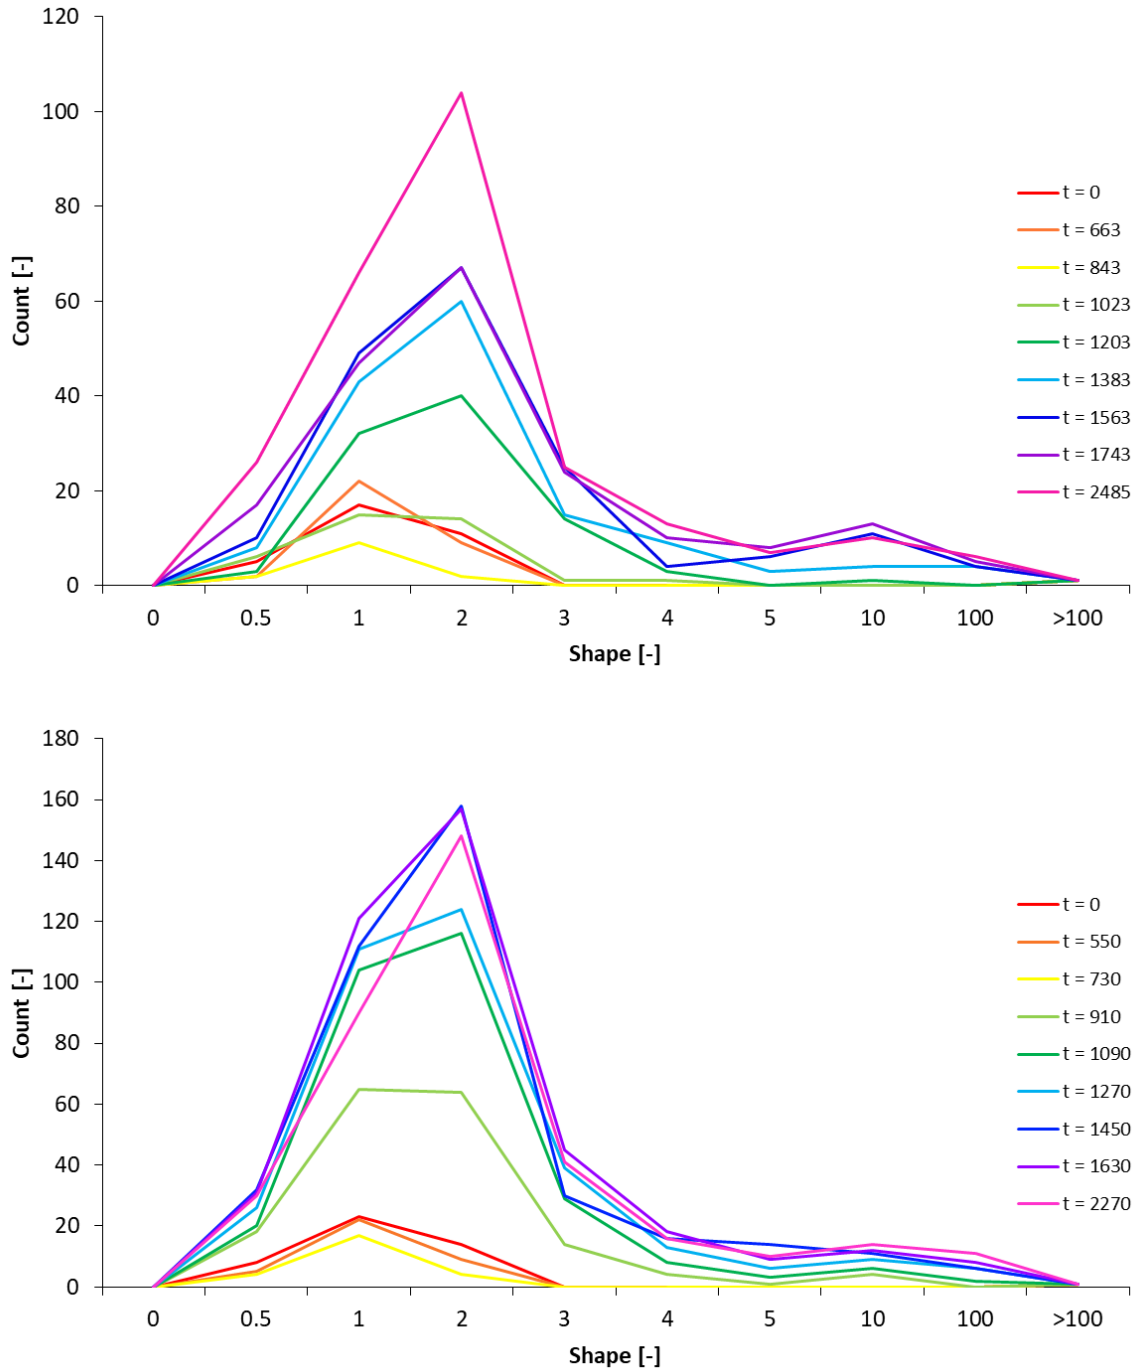 120
100
80
60
40
20
0
Count [-]
0 0.5 1 2 3 4 5 10 100 >100
Shape [-]
t = 0
t = 663
t = 843
t = 1023
t = 1203
t = 1383
t = 1563
t = 1743
t = 2485
180
160
140
120
100
80
60
40
20
0
Count [-]
0 0.5 1 2 3 4 5 10 100 >100
Shape [-]
t = 0
t = 550
t = 730
t = 910
t = 1090
t = 1270
t = 1450
t = 1630
t = 2270